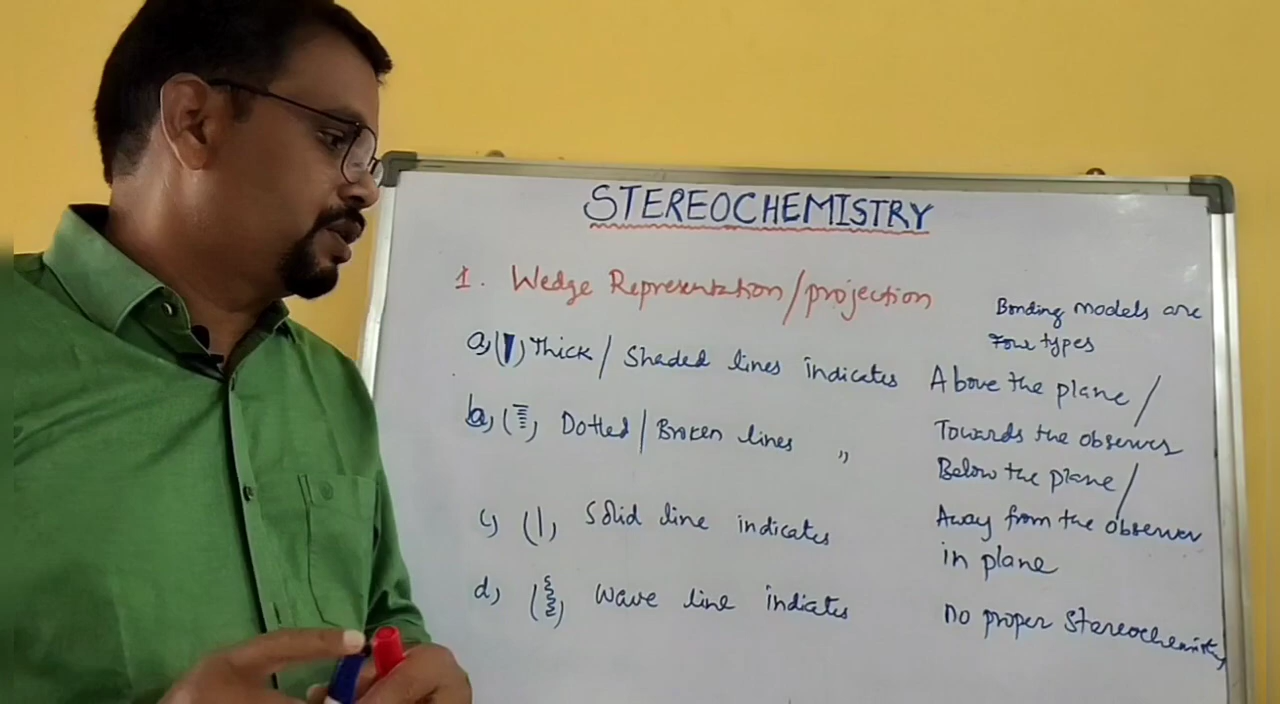 STEREOCHEMISTRY
1. Wedge Representation/projection
Bonding models are
Four types
a) ( ) Thick / Shaded lines indicates Above the plane /
Towards the observer
b) ( ) Dotted / Broken lines " Below the plane /
Away from the observer
c) ( ) Solid line indicates in plane
d) ( ) Wave line indicates no proper stereochemistry